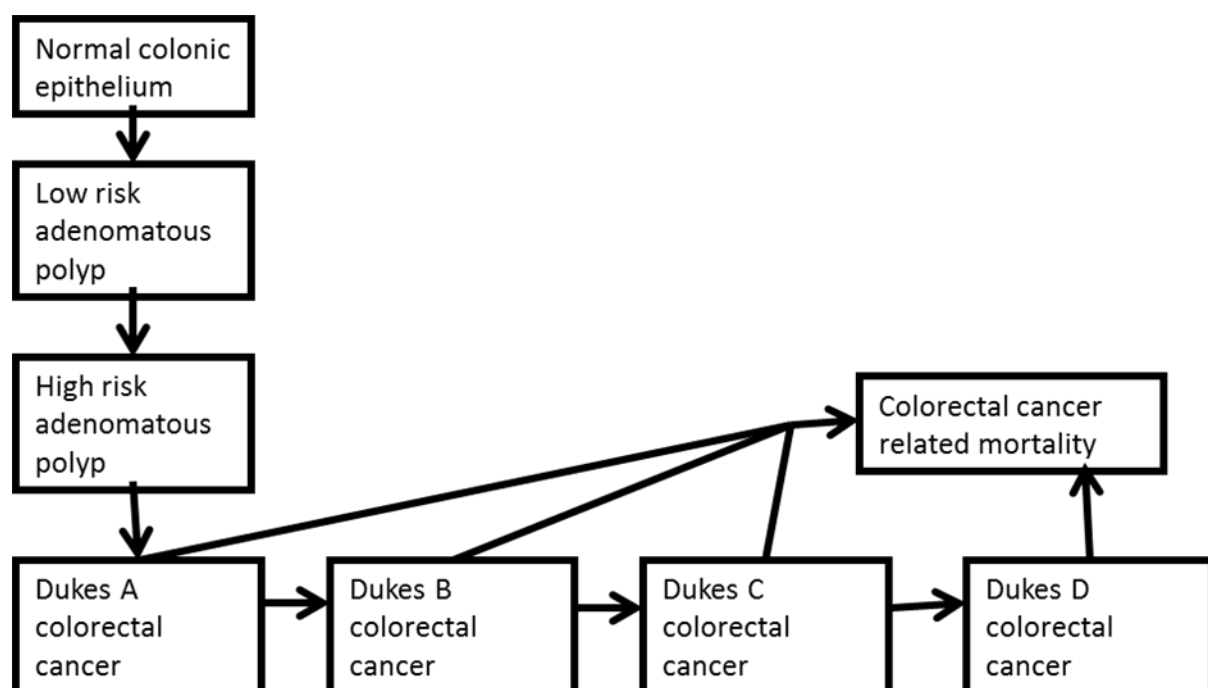 Normal colonic
epithelium
Low risk
adenomatous
polyp
High risk
adenomatous
polyp
Colorectal cancer
related mortality
Dukes A
colorectal
cancer
Dukes B
colorectal
cancer
Dukes C
colorectal
cancer
Dukes D
colorectal
cancer